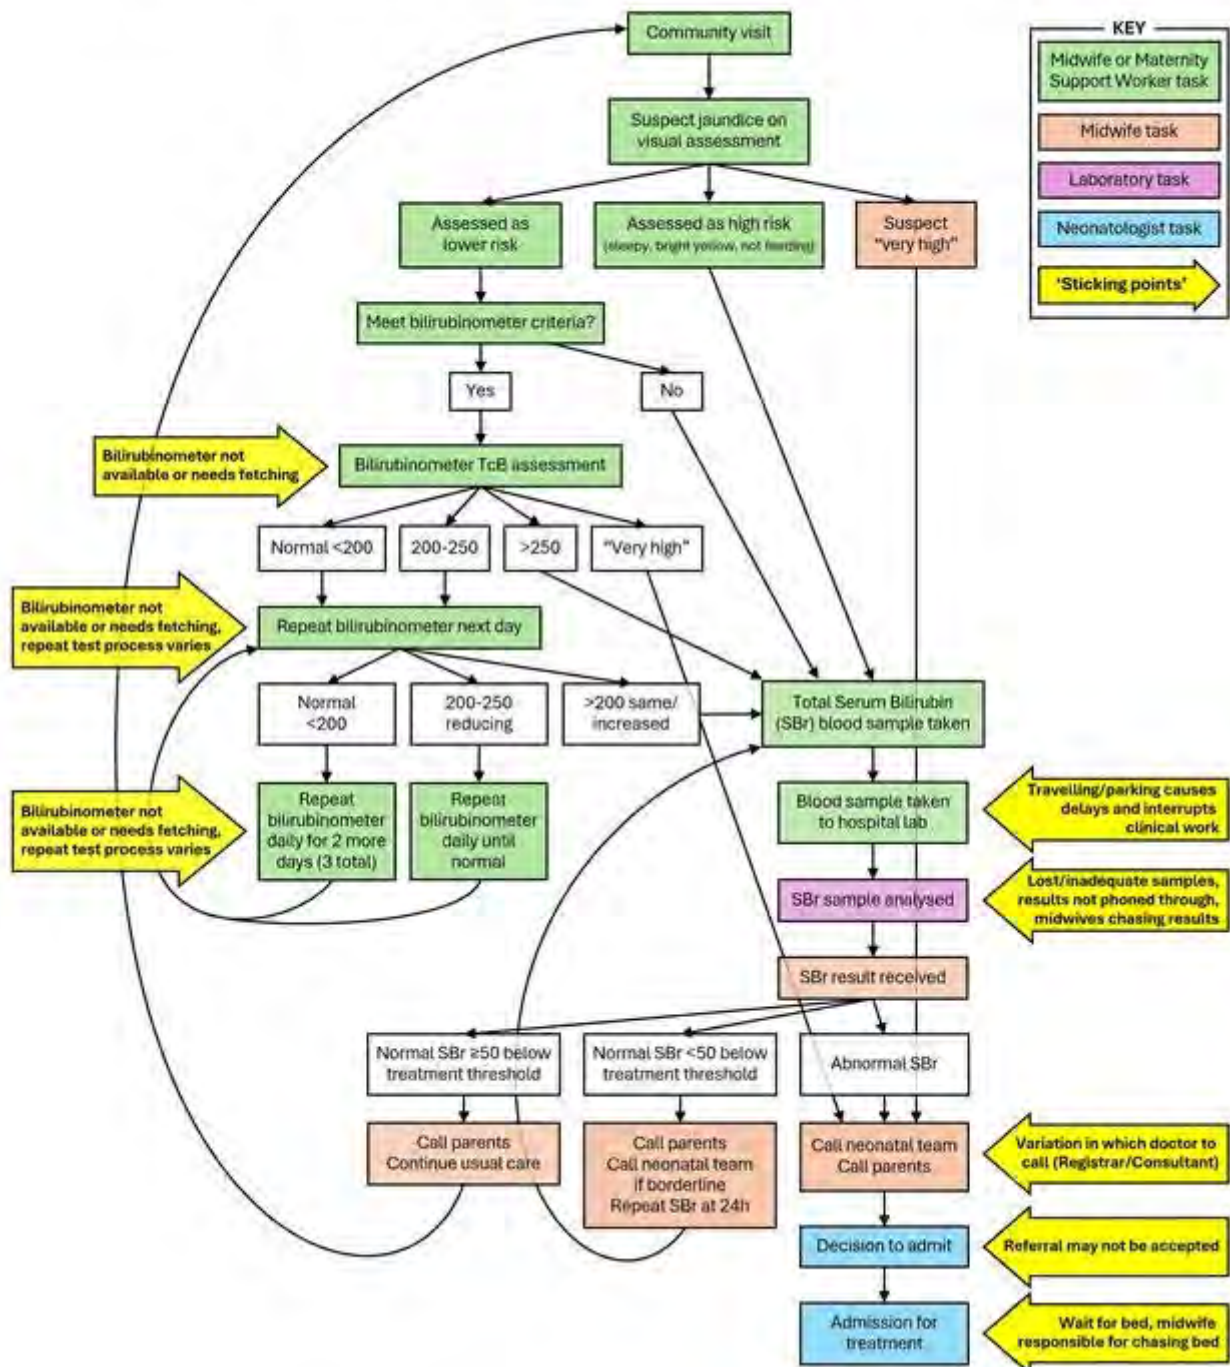 Community visit
KEY
Midwife or Maternity
Support Worker task
Midwife task
Laboratory task
Neonatologist task
‘Sticking points’
Suspect jaundice on
visual assessment
Assessed as
lower risk
Assessed as high risk
(sleepy, bright yellow, not feeding)
Suspect
“very high”
Meet bilirubinometer criteria?
Yes
No
Bilirubinometer not
available or needs fetching
Bilirubinometer TcB assessment
Normal <200
200-250
>250
“Very high”
Bilirubinometer not
available or needs fetching,
repeat test process varies
Repeat bilirubinometer next day
Normal
<200
200-250
reducing
>200 same/
increased
Total Serum Bilirubin
(SBr) blood sample taken
Bilirubinometer not
available or needs fetching,
repeat test process varies
Repeat
bilirubinometer
daily for 2 more
days (3 total)
Repeat
bilirubinometer
daily until
normal
Blood sample taken
to hospital lab
Travelling/parking causes
delays and interrupts
clinical work
SBr sample analysed
Lost/inadequate samples,
results not phoned through,
midwives chasing results
SBr result received
Normal SBr ≥50 below
treatment threshold
Normal SBr <50 below
treatment threshold
Abnormal SBr
Call parents
Continue usual care
Call parents
Call neonatal team
if borderline
Repeat SBr at 24h
Call neonatal team
Call parents
Variation in which doctor to
call (Registrar/Consultant)
Decision to admit
Referral may not be accepted
Admission for
treatment
Wait for bed, midwife
responsible for chasing bed